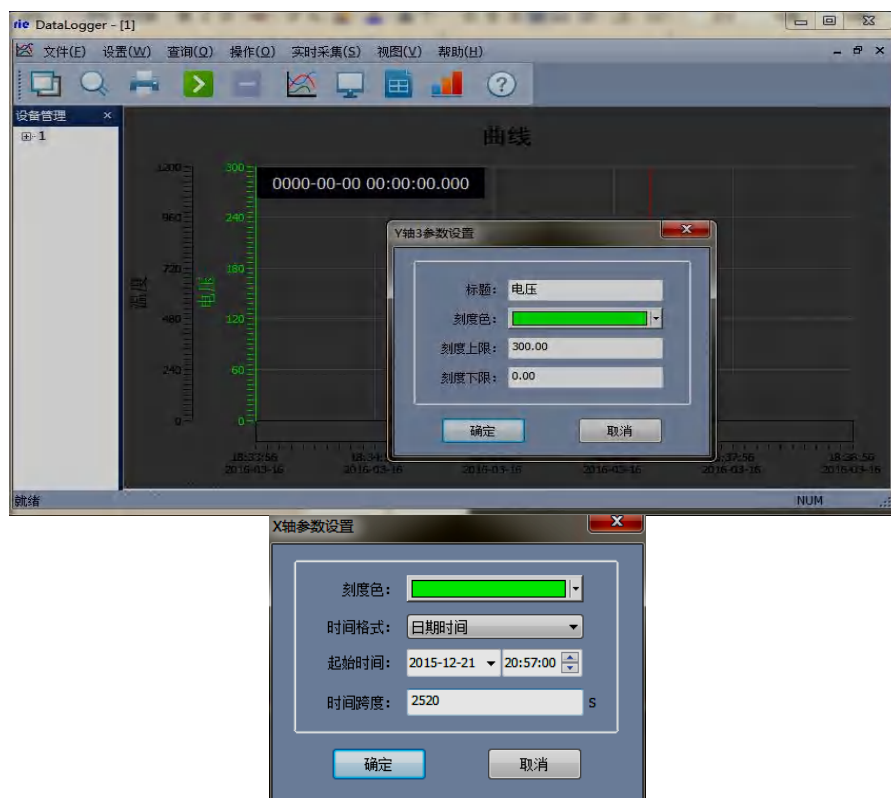 rie DataLogger - [1]
文件(F) 设置(W) 查询(Q) 操作(O) 实时采集(S) 视图(V) 帮助(H)
设备管理 ×
1
曲线
1200 300
0000-00-00 00:00:00.000
960 240
Y轴3参数设置
720 180
温度 电压
标题: 电压
刻度色:
480 120
刻度上限: 300.00
240 60
刻度下限: 0.00
0 0
确定 取消
18:33:56 :37:56
2016-03-16 2016-03-16 2016-03-16 2016-03-16 2016-03-16 2016-03-16
就绪 NUM
X轴参数设置
刻度色:
时间格式: 日期时间
起始时间: 2015-12-21 20:57:00
时间跨度: 2520 S
确定 取消